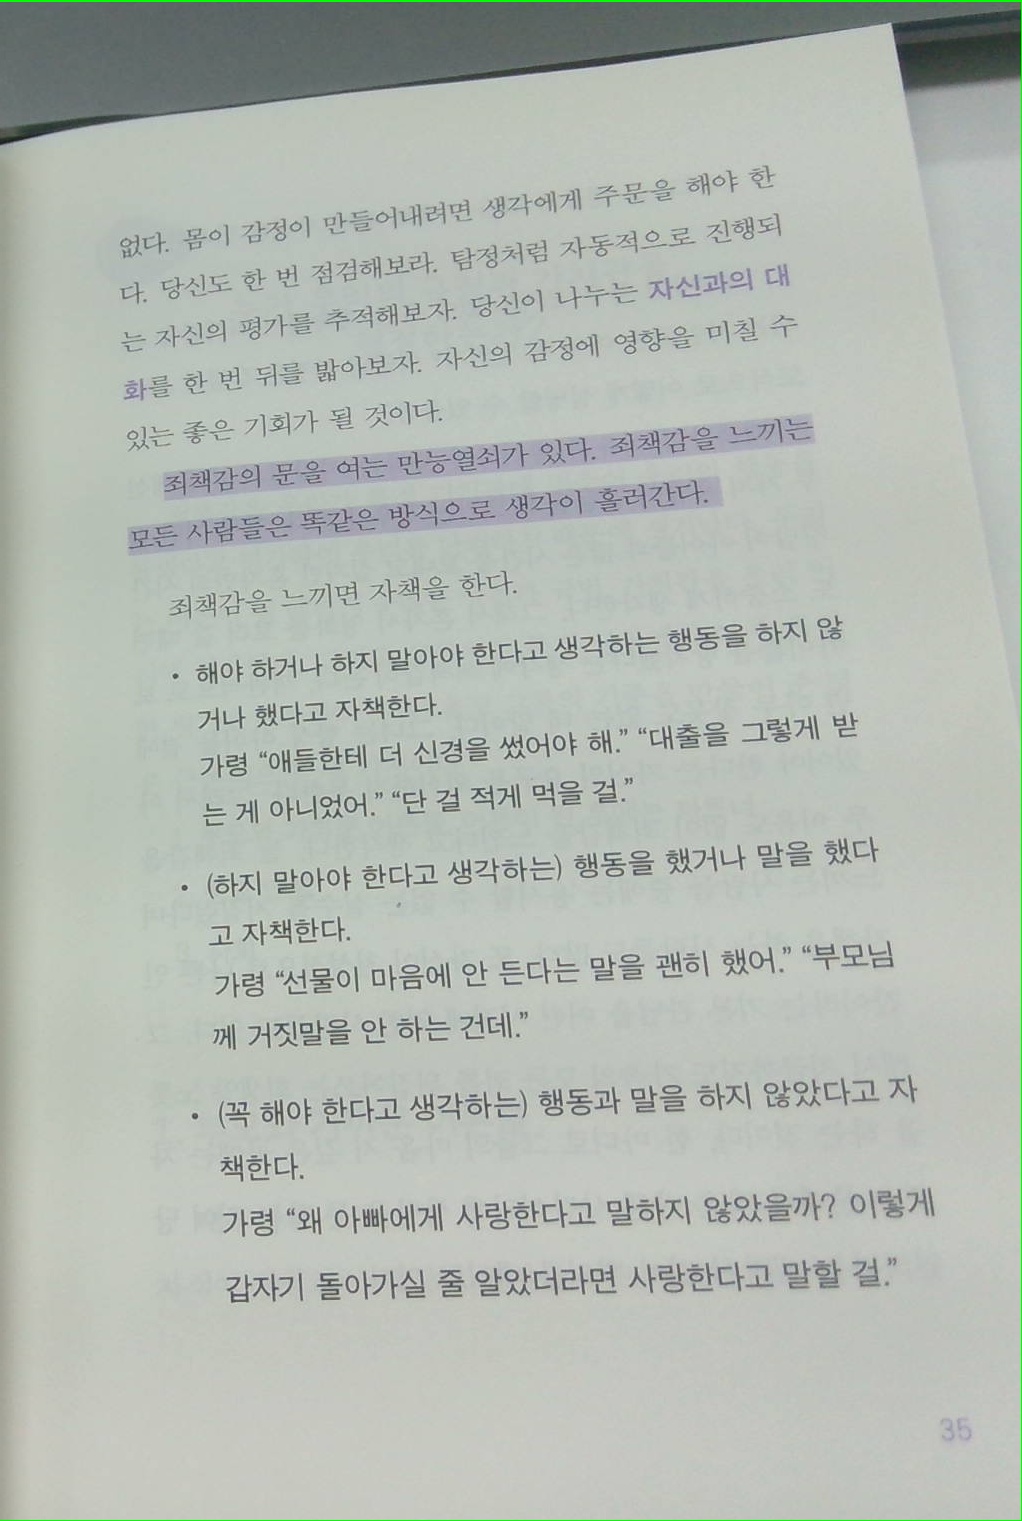 없다. 몸이 감정이 만들어내려면 생각에게 주문을 해야 한
다. 당신도 한 번 점검해보라. 탐정처럼 자동적으로 진행되
는 자신의 평가를 추적해보자. 당신이 나누는 자신과의 대
화를 한 번 뒤를 밟아보자. 자신의 감정에 영향을 미칠 수
있는 좋은 기회가 될 것이다.
죄책감의 문을 여는 만능열쇠가 있다. 죄책감을 느끼는
모든 사람들은 똑같은 방식으로 생각이 흘러간다.
죄책감을 느끼면 자책을 한다.
• 해야 하거나 하지 말아야 한다고 생각하는 행동을 하지 않
거나 했다고 자책한다.
가령 “애들한테 더 신경을 썼어야 해.” “대출을 그렇게 받
는 게 아니었어.” “단 걸 적게 먹을 걸.”
• (하지 말아야 한다고 생각하는) 행동을 했거나 말을 했다
고 자책한다.
가령 “선물이 마음에 안 든다는 말을 괜히 했어.” “부모님
께 거짓말을 안 하는 건데.”
• (꼭 해야 한다고 생각하는) 행동과 말을 하지 않았다고 자
책한다.
가령 “왜 아빠에게 사랑한다고 말하지 않았을까? 이렇게
갑자기 돌아가실 줄 알았더라면 사랑한다고 말할 걸.”
35